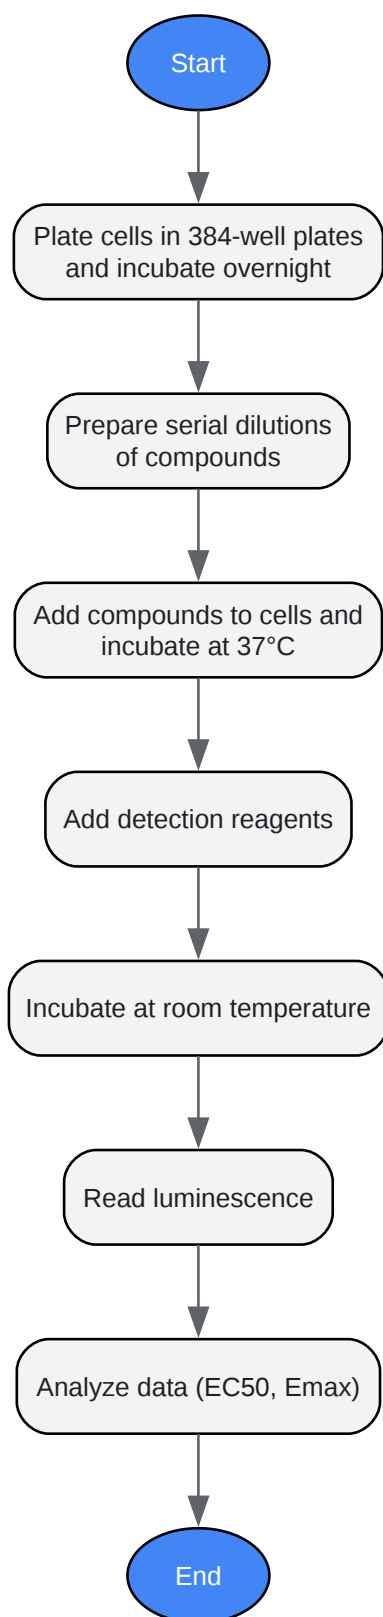 Start
Plate cells in 384-well plates
and incubate overnight
Prepare serial dilutions
of compounds
Add compounds to cells and
incubate at 37°C
Add detection reagents
Incubate at room temperature
Read luminescence
Analyze data (EC50, Emax)
End